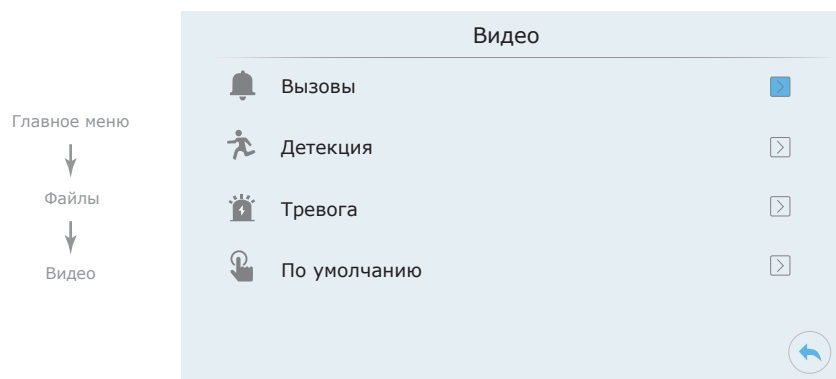 Главное меню
Файлы
Видео
Видео
Вызовы
Детекция
Тревога
По умолчанию